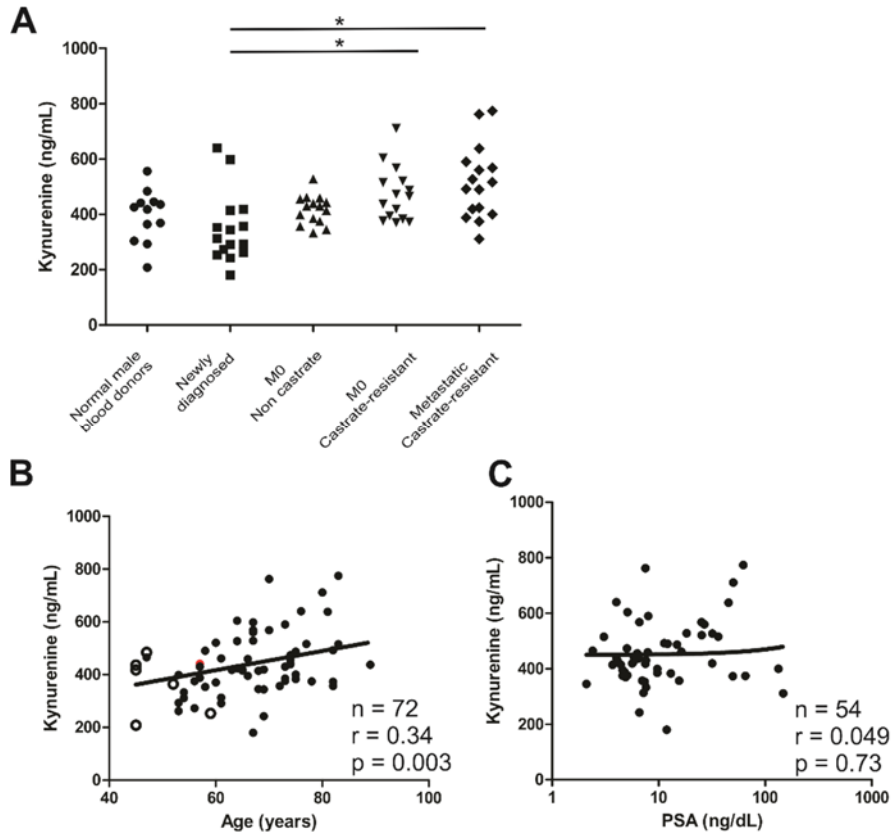 A
*
*
1000
800
600
400
200
0
Kynurenine (ng/mL)
Normal male
blood donors
Newly
diagnosed
M0
Non castrate
M0
Castrate-resistant
Metastatic
Castrate-resistant
B
1000
800
600
400
200
0
Kynurenine (ng/mL)
40 60 80 100
Age (years)
n = 72
r = 0.34
p = 0.003
C
1000
800
600
400
200
0
Kynurenine (ng/mL)
1 10 100 1000
PSA (ng/dL)
n = 54
r = 0.049
p = 0.73